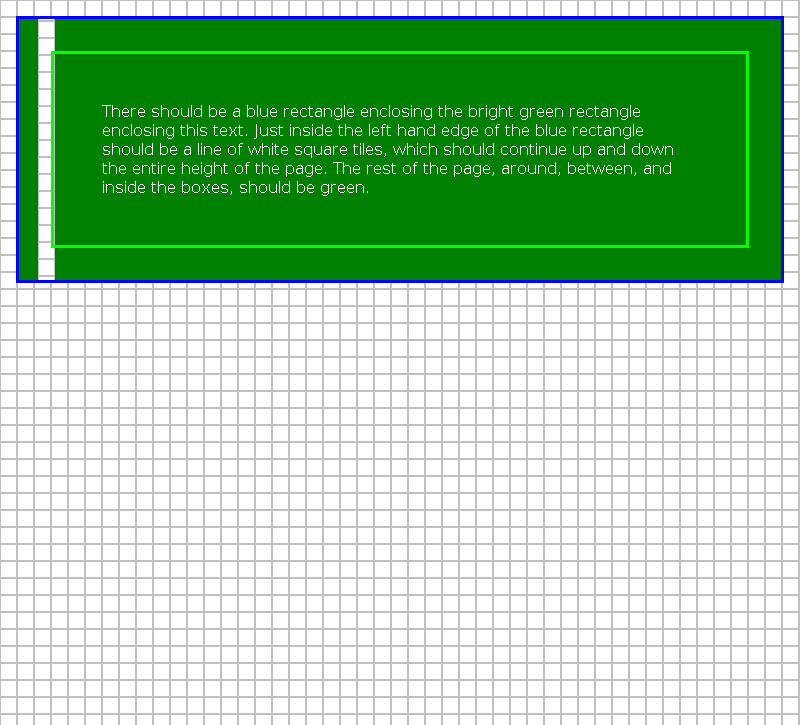 There should be a blue rectangle enclosing the bright green rectangle
enclosing this text. Just inside the left hand edge of the blue rectangle
should be a line of white square tiles, which should continue up and down
the entire height of the page. The rest of the page, around, between, and
inside the boxes, should be green.